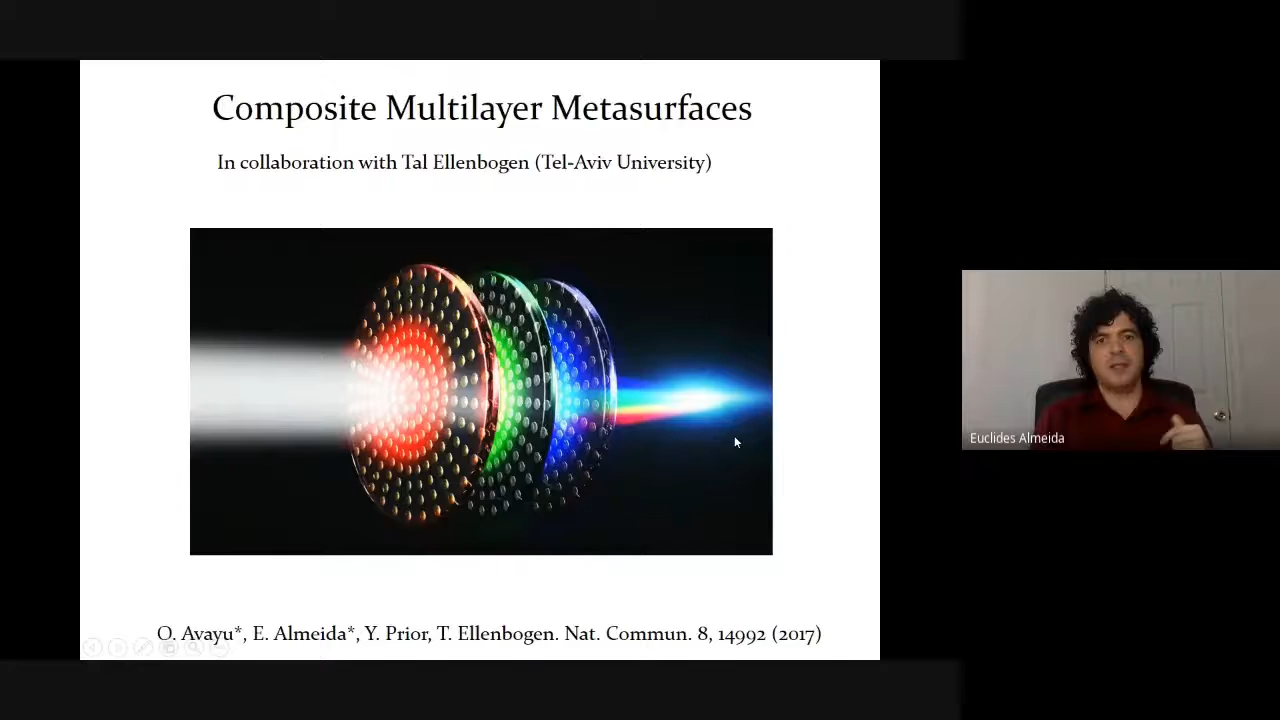 Composite Multilayer Metasurfaces
In collaboration with Tal Ellenbogen (Tel-Aviv University)
Euclides Almeida
O. Avayu*, E. Almeida*, Y. Prior, T. Ellenbogen. Nat. Commun. 8, 14992 (2017)